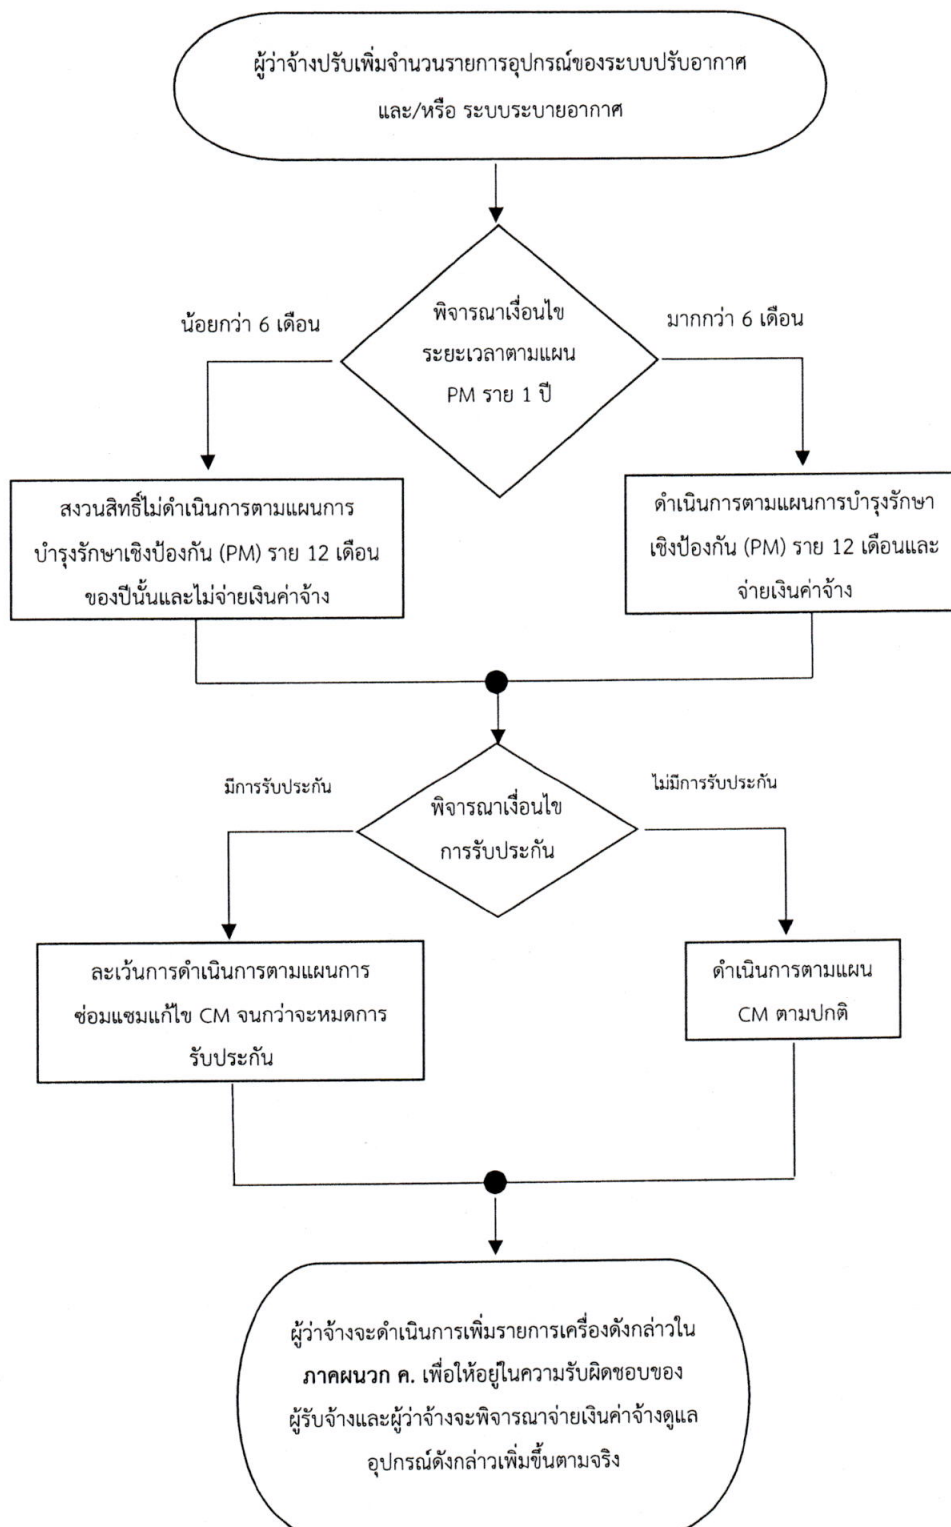 ผู้ว่าจ้างปรับเพิ่มจำนวนรายการอุปกรณ์ของระบบปรับอากาศ
และ/หรือ ระบบระบายอากาศ
น้อยกว่า 6 เดือน
พิจารณาเงื่อนไข
ระยะเวลาตามแผน
PM ราย 1 ปี
มากกว่า 6 เดือน
สงวนสิทธิ์ไม่ดำเนินการตามแผนการ
บำรุงรักษาเชิงป้องกัน (PM) ราย 12 เดือน
ของปีนั้นและไม่จ่ายเงินค่าจ้าง
ดำเนินการตามแผนการบำรุงรักษา
เชิงป้องกัน (PM) ราย 12 เดือนและ
จ่ายเงินค่าจ้าง
มีการรับประกัน
พิจารณาเงื่อนไข
การรับประกัน
ไม่มีการรับประกัน
ละเว้นการดำเนินการตามแผนการ
ซ่อมแซมแก้ไข CM จนกว่าจะหมดการ
รับประกัน
ดำเนินการตามแผน
CM ตามปกติ
ผู้ว่าจ้างจะดำเนินการเพิ่มรายการเครื่องดังกล่าวใน
ภาคผนวก ค. เพื่อให้อยู่ในความรับผิดชอบของ
ผู้รับจ้างและผู้ว่าจ้างจะพิจารณาจ่ายเงินค่าจ้างดูแล
อุปกรณ์ดังกล่าวเพิ่มขึ้นตามจริง